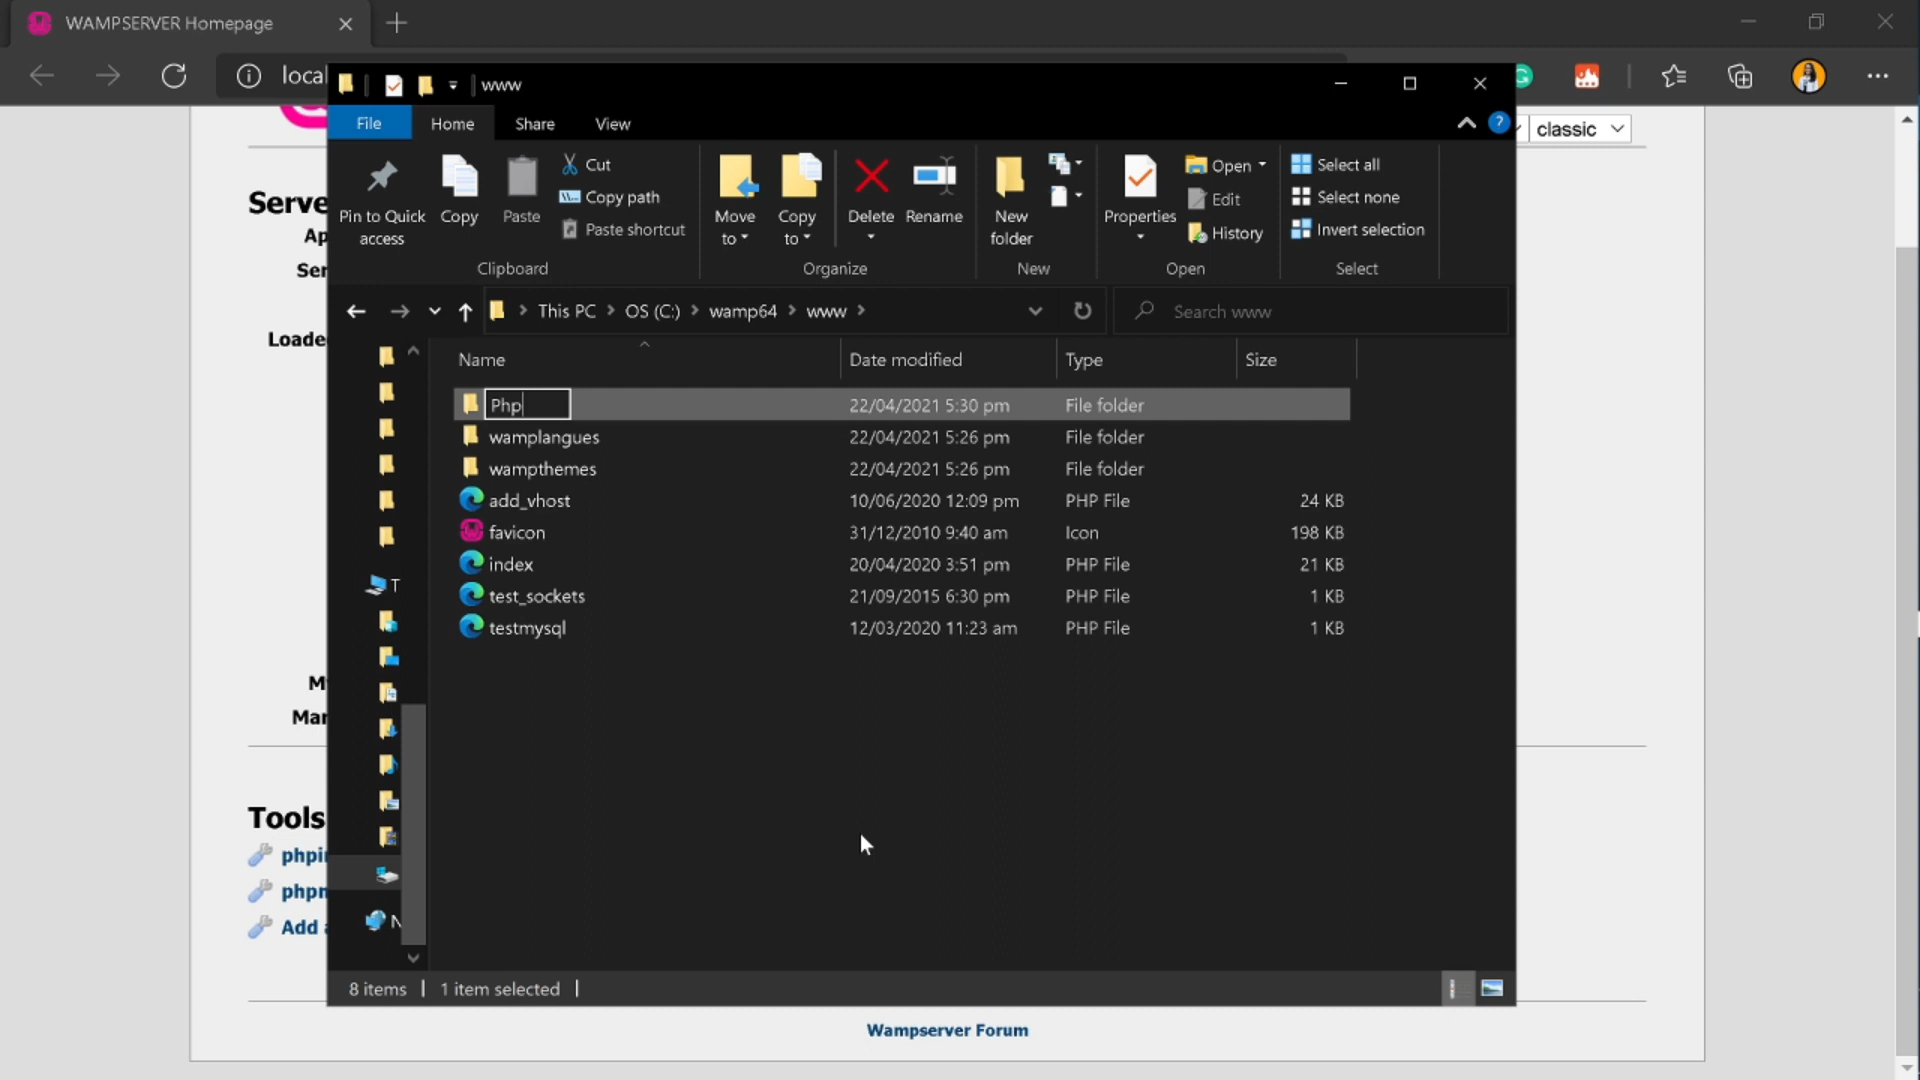 WAMPSERVER Homepage
local
www
File
Home
Share
View
classic
Pin to Quick access
Copy
Paste
Cut
Copy path
Paste shortcut
Clipboard
Move to
Copy to
Delete
Rename
Organize
New folder
New
Properties
Open
Edit
History
Open
Select all
Select none
Invert selection
Select
This PC
OS (C:)
wamp64
www
Search www
Name
Date modified
Type
Size
Php 22/04/2021 5:30 pm File folder
wamplangues 22/04/2021 5:26 pm File folder
wampthemes 22/04/2021 5:26 pm File folder
add_vhost 10/06/2020 12:09 pm PHP File 24 KB
favicon 31/12/2010 9:40 am Icon 198 KB
index 20/04/2020 3:51 pm PHP File 21 KB
test_sockets 21/09/2015 6:30 pm PHP File 1 KB
testmysql 12/03/2020 11:23 am PHP File 1 KB
T
N
8 items
1 item selected
Serve
Ap
Ser
Loade
M
Mar
Tools
phpi
phpm
Add a
Wampserver Forum